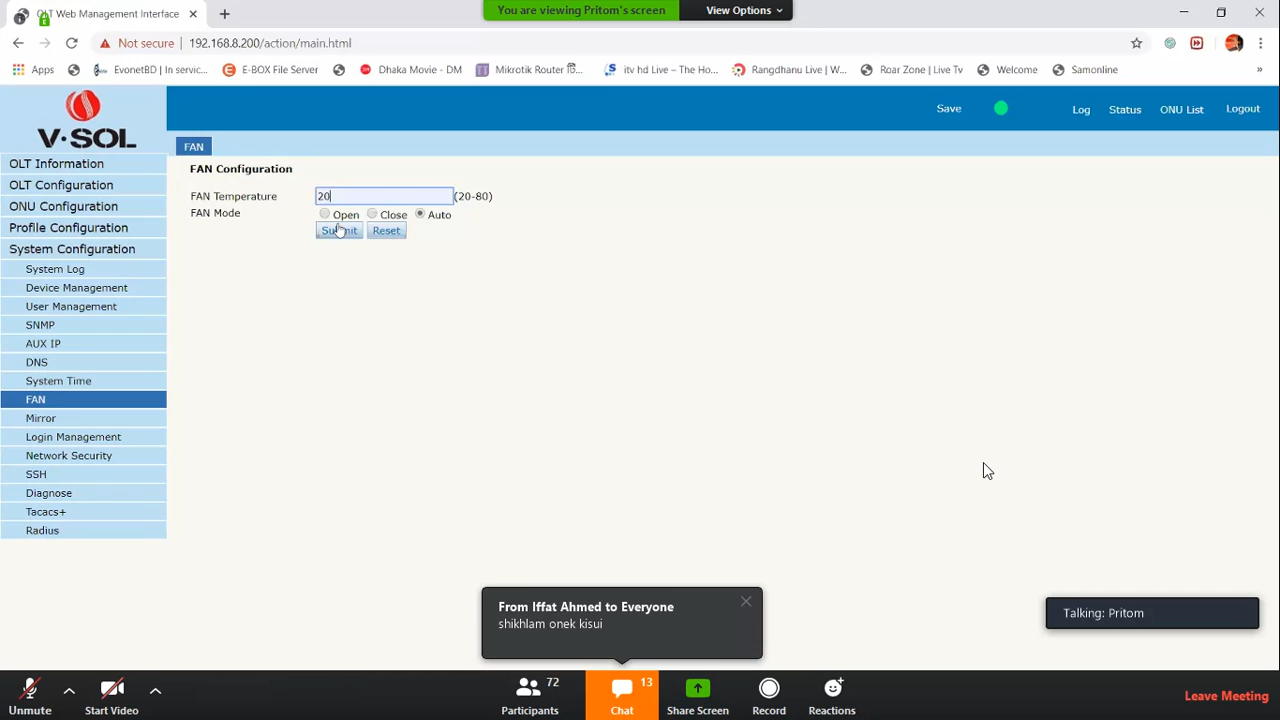 OLT Web Management Interface
You are viewing Pritom's screen
View Options
Not secure
192.168.8.200/action/main.html
Apps
EvonetBD | In servic...
E-BOX File Server
Dhaka Movie - DM
Mikrotik Router
itv hd Live – The Ho...
Rangdhanu Live | W...
Roar Zone | Live Tv
Welcome
Samonline
V·SOL
Save
Log
Status
ONU List
Logout
FAN
OLT Information
OLT Configuration
ONU Configuration
Profile Configuration
System Configuration
System Log
Device Management
User Management
SNMP
AUX IP
DNS
System Time
FAN
Mirror
Login Management
Network Security
SSH
Diagnose
Tacacs+
Radius
FAN Configuration
FAN Temperature 20 (20-80)
FAN Mode Open Close Auto
Submit Reset
From Iffat Ahmed to Everyone
shikhlam onek kisui
Talking: Pritom
Unmute
Start Video
72
Participants
13
Chat
Share Screen
Record
Reactions
Leave Meeting